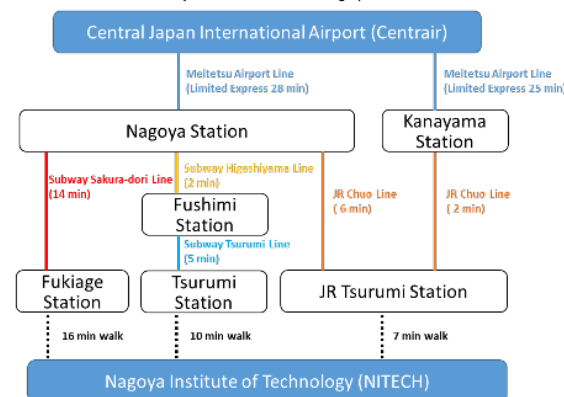 Central Japan International Airport (Centrair)
Meitetsu Airport Line
(Limited Express 28 min)
Meitetsu Airport Line
(Limited Express 25 min)
Nagoya Station
Kanayama
Station
Subway Sakura-dori Line
(14 min)
Subway Higashiyama Line
(2 min)
JR Chuo Line
( 6 min)
JR Chuo Line
( 2 min)
Fushimi
Station
Subway Tsurumi Line
(5 min)
Fukiage
Station
Tsurumi
Station
JR Tsurumi Station
16 min walk
10 min walk
7 min walk
Nagoya Institute of Technology (NITECH)